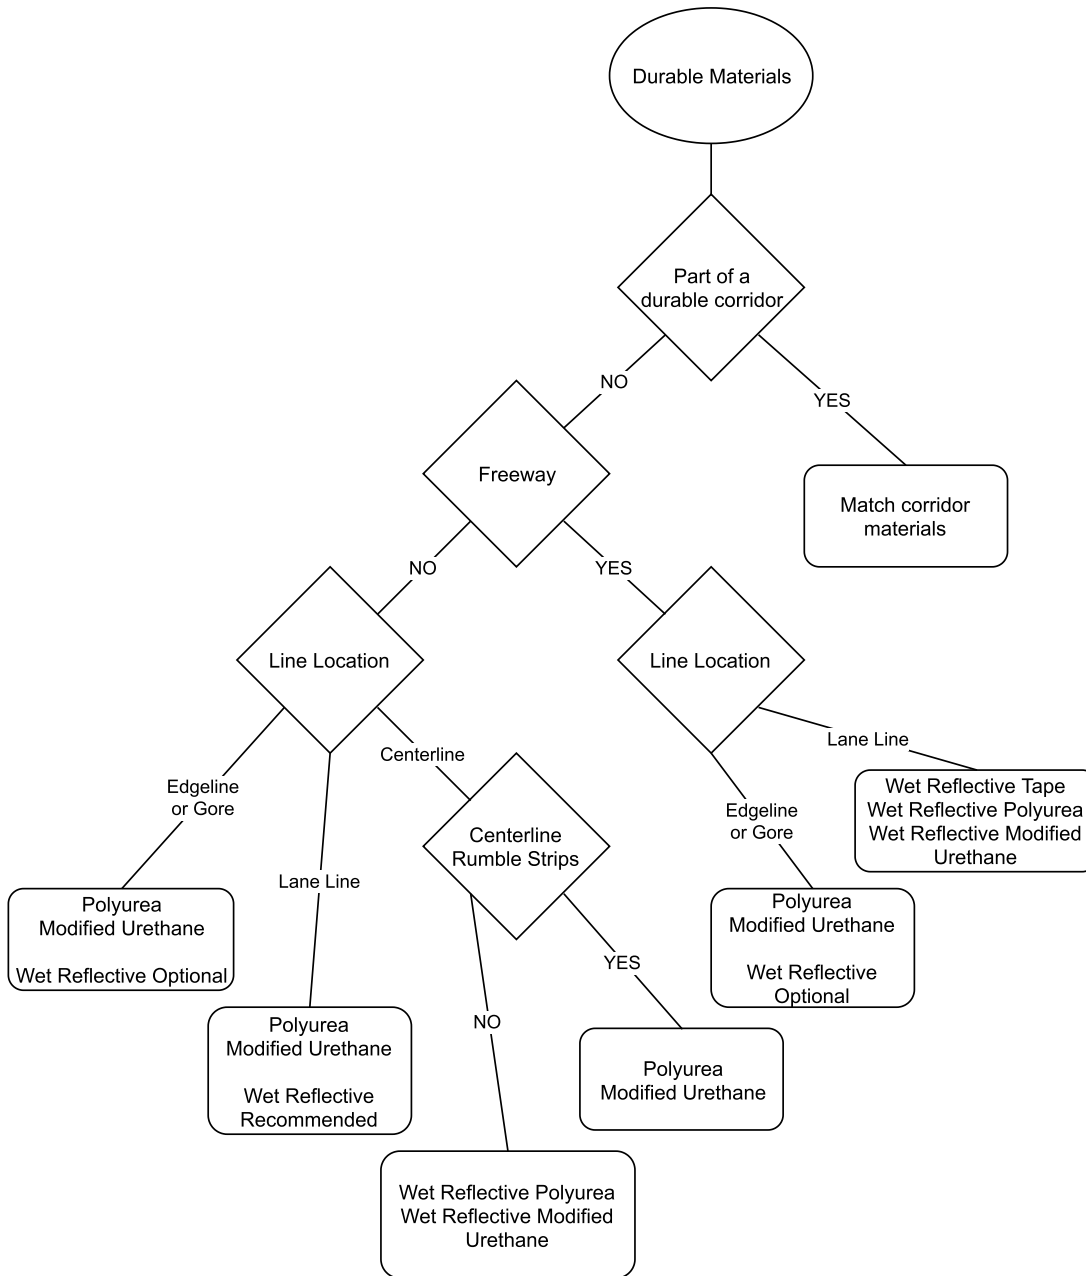 Durable Materials
Part of a
durable corridor
NO
YES
Freeway
Match corridor
materials
NO
YES
Line Location
Line Location
Lane Line
Centerline
Edgeline
or Gore
Wet Reflective Tape
Wet Reflective Polyurea
Wet Reflective Modified
Urethane
Edgeline
or Gore
Centerline
Rumble Strips
Lane Line
Polyurea
Modified Urethane
Wet Reflective Optional
Polyurea
Modified Urethane
Wet Reflective
Optional
YES
NO
Polyurea
Modified Urethane
Wet Reflective
Recommended
Polyurea
Modified Urethane
Wet Reflective Polyurea
Wet Reflective Modified
Urethane